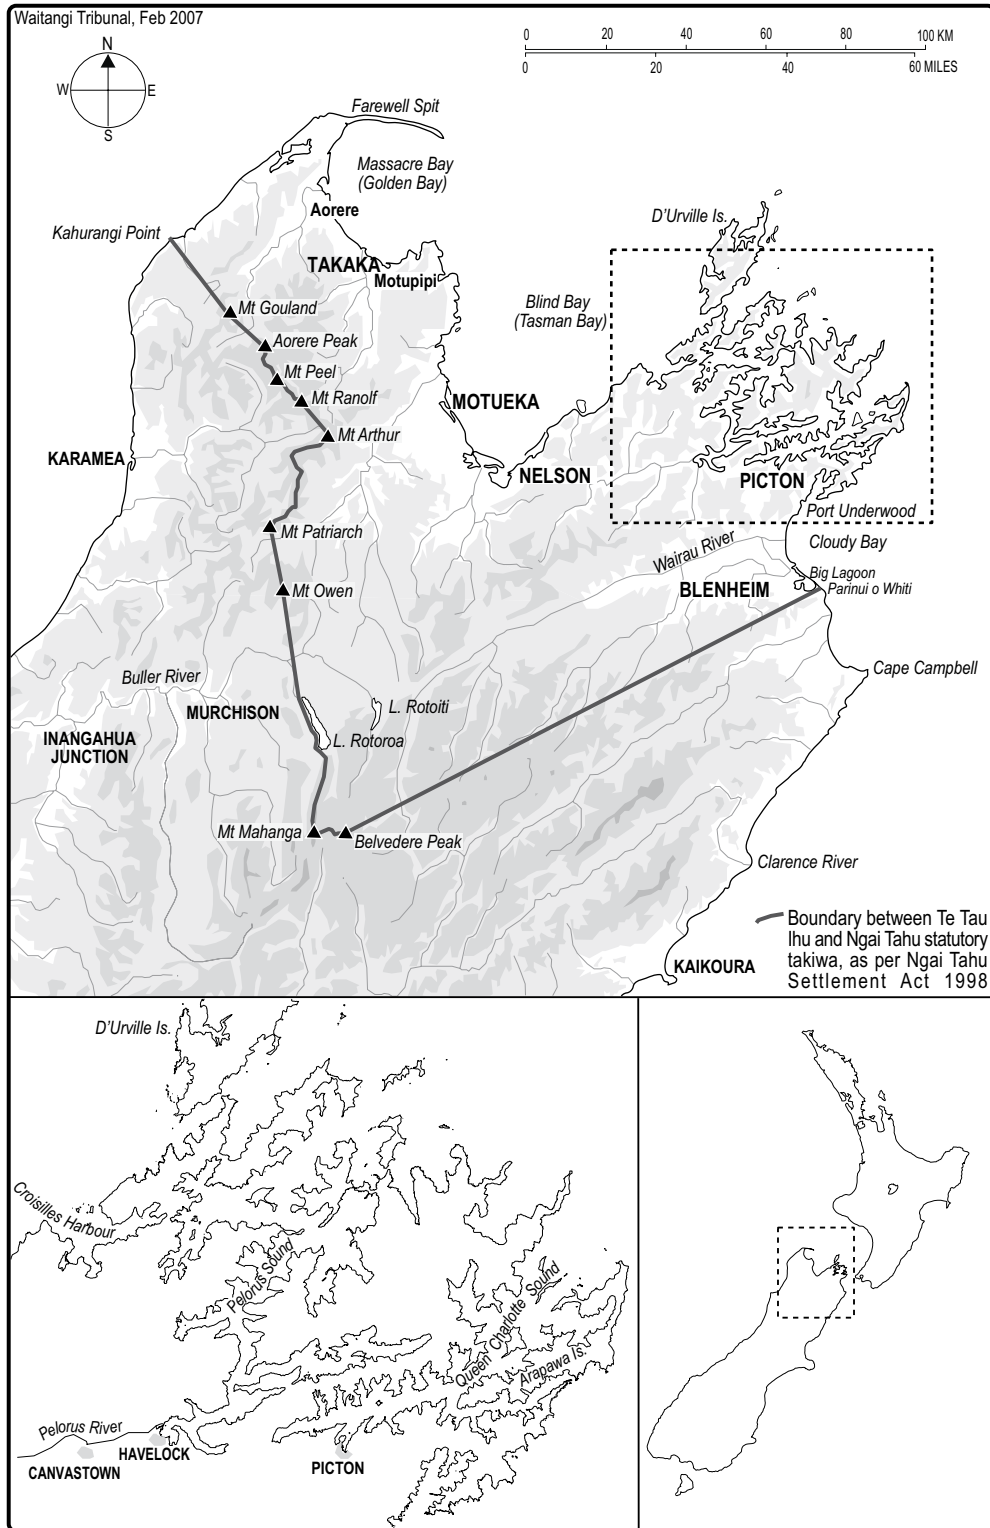 Waitangi Tribunal, Feb 2007
N
W
E
S
0 20 40 60 80 100 KM
0 20 40 60 MILES
Farewell Spit
Massacre Bay
(Golden Bay)
Aorere
D'Urville Is.
Kahurangi Point
TAKAKA
Motupipi
Mt Gouland
Blind Bay
(Tasman Bay)
Aorere Peak
Mt Peel
Mt Ranolf
MOTUEKA
Mt Arthur
KARAMEA
NELSON
PICTON
Port Underwood
Mt Patriarch
Wairau River
Cloudy Bay
Big Lagoon
Mt Owen
BLENHEIM
Parinui o Whiti
Cape Campbell
Buller River
MURCHISON
L. Rotoiti
INANGAHUA
JUNCTION
L. Rotoroa
Mt Mahanga
Belvedere Peak
Clarence River
Boundary between Te Tau
Ihu and Ngai Tahu statutory
takiwa, as per Ngai Tahu
Settlement Act 1998
KAIKOURA
D'Urville Is.
Croisilles Harbour
Pelorus Sound
Queen Charlotte Sound
Arapawa Is.
Pelorus River
HAVELOCK
CANVASTOWN
PICTON